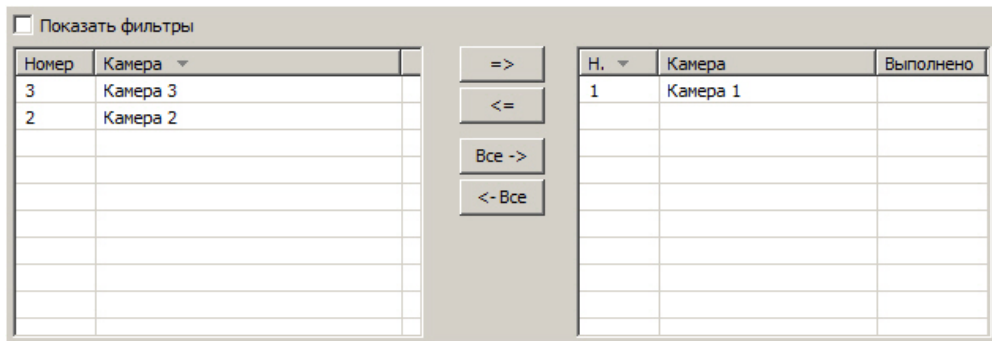 Показать фильтры
Номер Камера
3 Камера 3
2 Камера 2
=>
<=
Все ->
<- Все
Н. Камера Выполнено
1 Камера 1